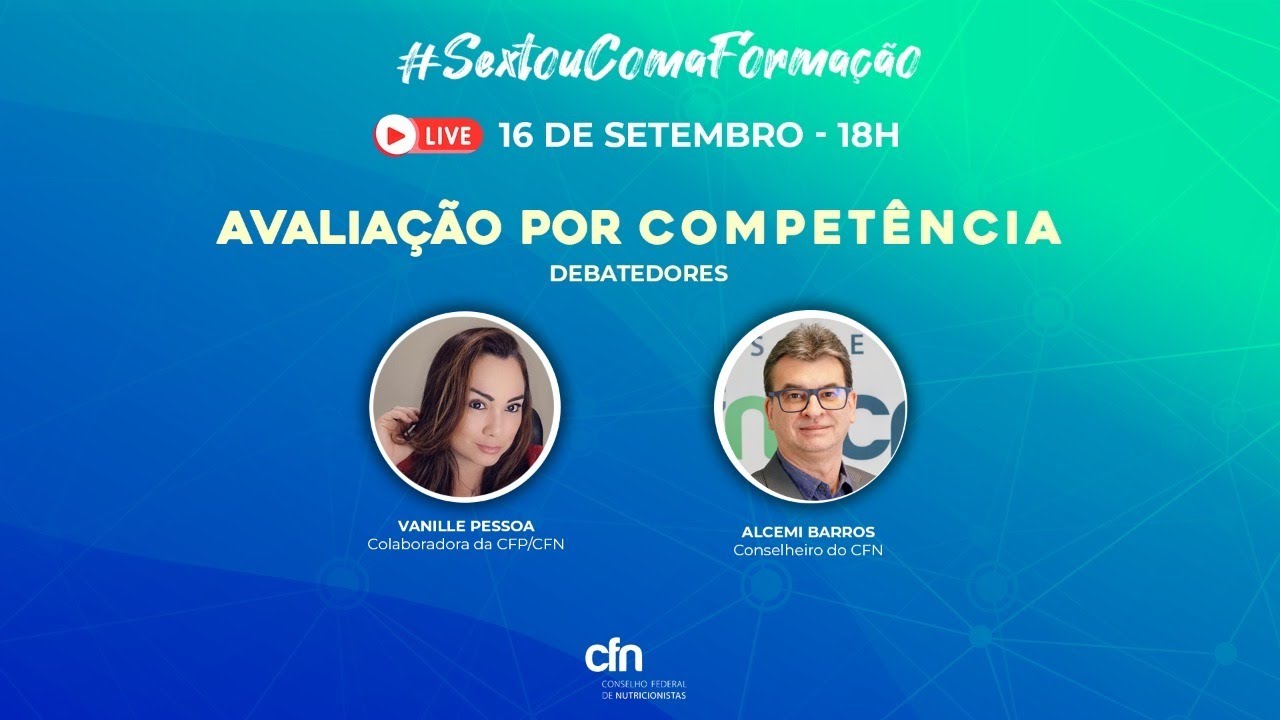 #SextouComaFormação
LIVE 16 DE SETEMBRO - 18H
AVALIAÇÃO POR COMPETÊNCIA
DEBATEDORES
S E
VANILLE PESSOA
Colaboradora da CFP/CFN
ALCEMI BARROS
Conselheiro do CFN
cfn
CONSELHO FEDERAL
DE NUTRICIONISTAS